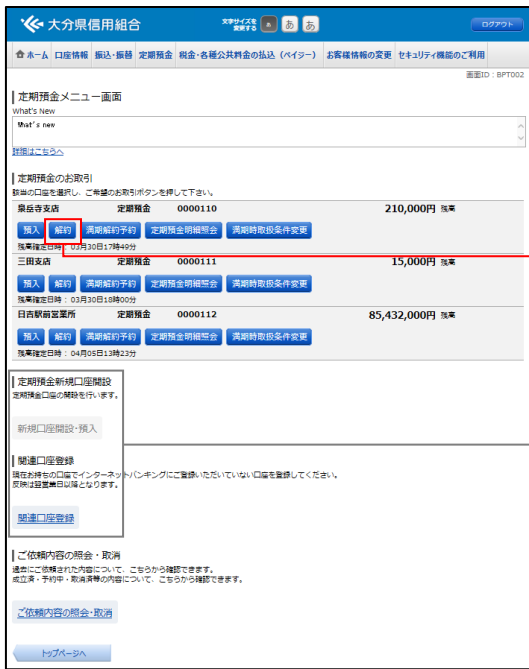 大分県信用組合 文字サイズを変更する あ あ あ ログアウト
ホーム 口座情報 振込・振替 定期預金 税金・各種公共料金の払込（ペイジー） お客様情報の変更 セキュリティ機能のご利用
画面ID：BPT002
定期預金メニュー画面
What's New
What's new
詳細はこちらへ
定期預金のお取引
該当の口座を選択し、ご希望のお取引ボタンを押して下さい。
泉岳寺支店 定期預金 0000110 210,000円 残高
預入 解約 満期解約予約 定期預金明細照会 満期時取扱条件変更
残高確定日時：03月30日17時49分
三田支店 定期預金 0000111 15,000円 残高
預入 解約 満期解約予約 定期預金明細照会 満期時取扱条件変更
残高確定日時：03月30日18時00分
日吉駅前営業所 定期預金 0000112 85,432,000円 残高
預入 解約 満期解約予約 定期預金明細照会 満期時取扱条件変更
残高確定日時：04月05日13時23分
定期預金新規口座開設
定期預金口座の開設を行います。
新規口座開設・預入
関連口座登録
現在お持ちの口座でインターネットバンキングにご登録いただいていない口座を登録してください。
反映は翌営業日以降となります。
関連口座登録
ご依頼内容の照会・取消
過去にご依頼された内容について、こちらから確認できます。
成立済・予約中・取消済等の内容について、こちらから確認できます。
ご依頼内容の照会・取消
トップページへ